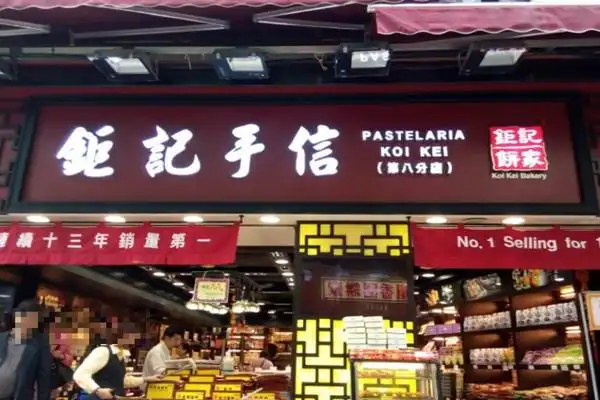 鉅記手信
PASTELARIA
KOI KEI
(第八分店)
鉅記
餅家
Koi Kei Bakery
續十三年銷量第一
No.1 Selling for 1